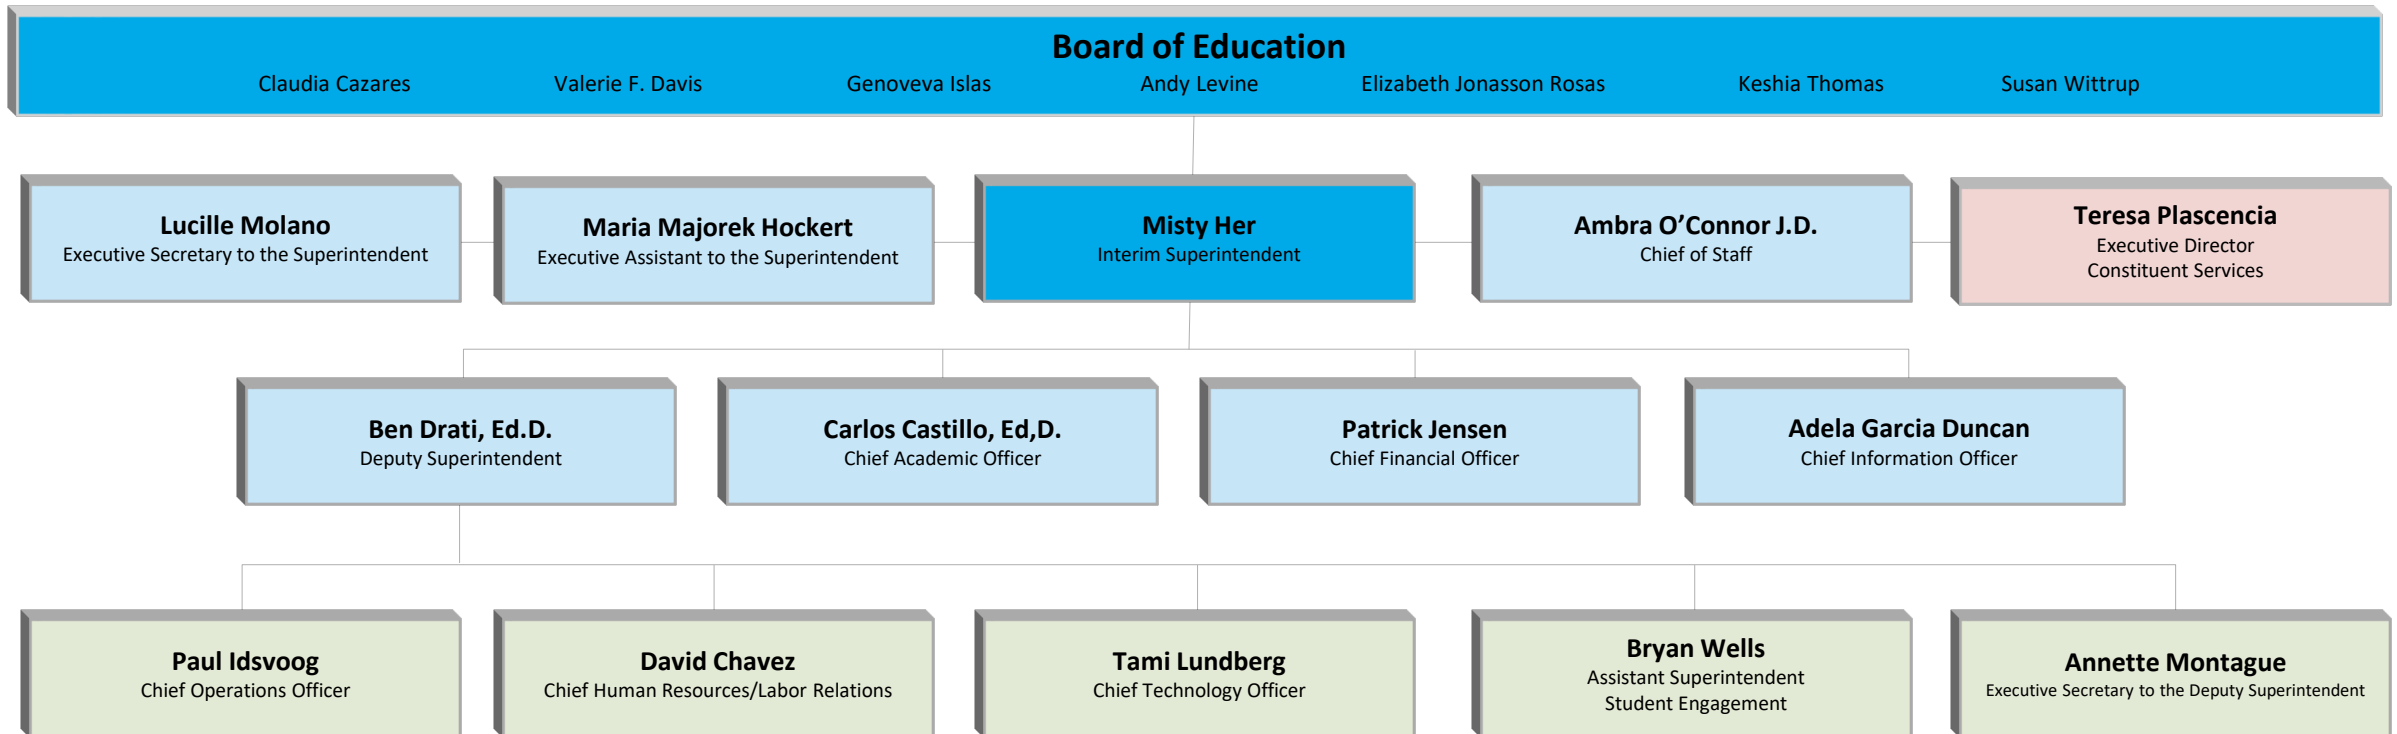 Board of Education
Claudia Cazares Valerie F. Davis Genoveva Islas Andy Levine Elizabeth Jonasson Rosas Keshia Thomas Susan Wittrup
Lucille Molano
Executive Secretary to the Superintendent
Maria Majorek Hockert
Executive Assistant to the Superintendent
Misty Her
Interim Superintendent
Ambra O’Connor J.D.
Chief of Staff
Teresa Plascencia
Executive Director
Constituent Services
Ben Drati, Ed.D.
Deputy Superintendent
Carlos Castillo, Ed,D.
Chief Academic Officer
Patrick Jensen
Chief Financial Officer
Adela Garcia Duncan
Chief Information Officer
Paul Idsvoog
Chief Operations Officer
David Chavez
Chief Human Resources/Labor Relations
Tami Lundberg
Chief Technology Officer
Bryan Wells
Assistant Superintendent
Student Engagement
Annette Montague
Executive Secretary to the Deputy Superintendent